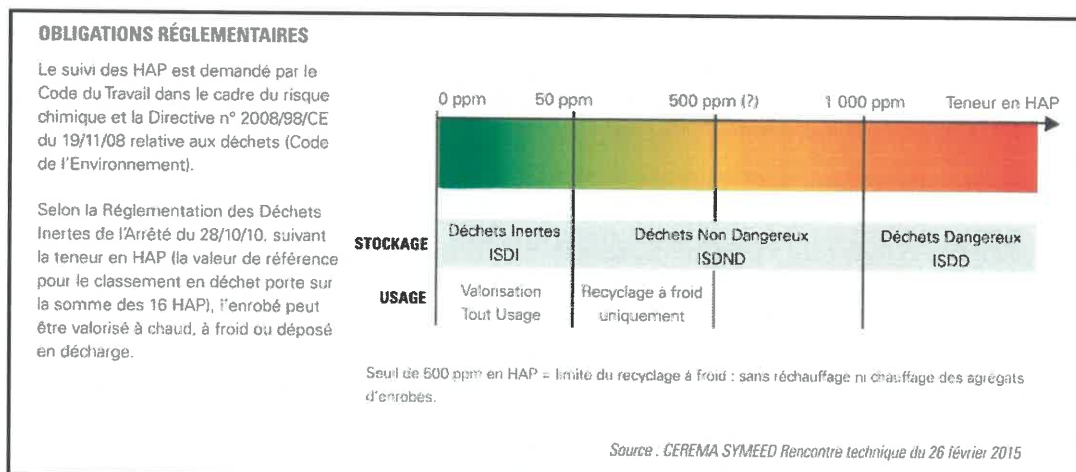 OBLIGATIONS RÉGLEMENTAIRES
Le suivi des HAP est demandé par le
Code du Travail dans le cadre du risque
chimique et la Directive n° 2008/98/CE
du 19/11/08 relative aux déchets (Code
de l'Environnement).
Selon la Réglementation des Déchets
Inertes de l'Arrêté du 28/10/10, suivant
la teneur en HAP (la valeur de référence
pour le classement en déchet porte sur
la somme des 16 HAP), l'enrobé peut
être valorisé à chaud, à froid ou déposé
en décharge.
0 ppm 50 ppm 500 ppm (?) 1 000 ppm Teneur en HAP
STOCKAGE Déchets Inertes Déchets Non Dangereux Déchets Dangereux
ISDI ISDND ISDD
USAGE Valorisation Recyclage à froid
Tout Usage uniquement
Seuil de 500 ppm en HAP = limite du recyclage à froid : sans réchauffage ni chauffage des agrégats
d'enrobés.
Source . CEREMA SYMEED Rencontre technique du 26 février 2015